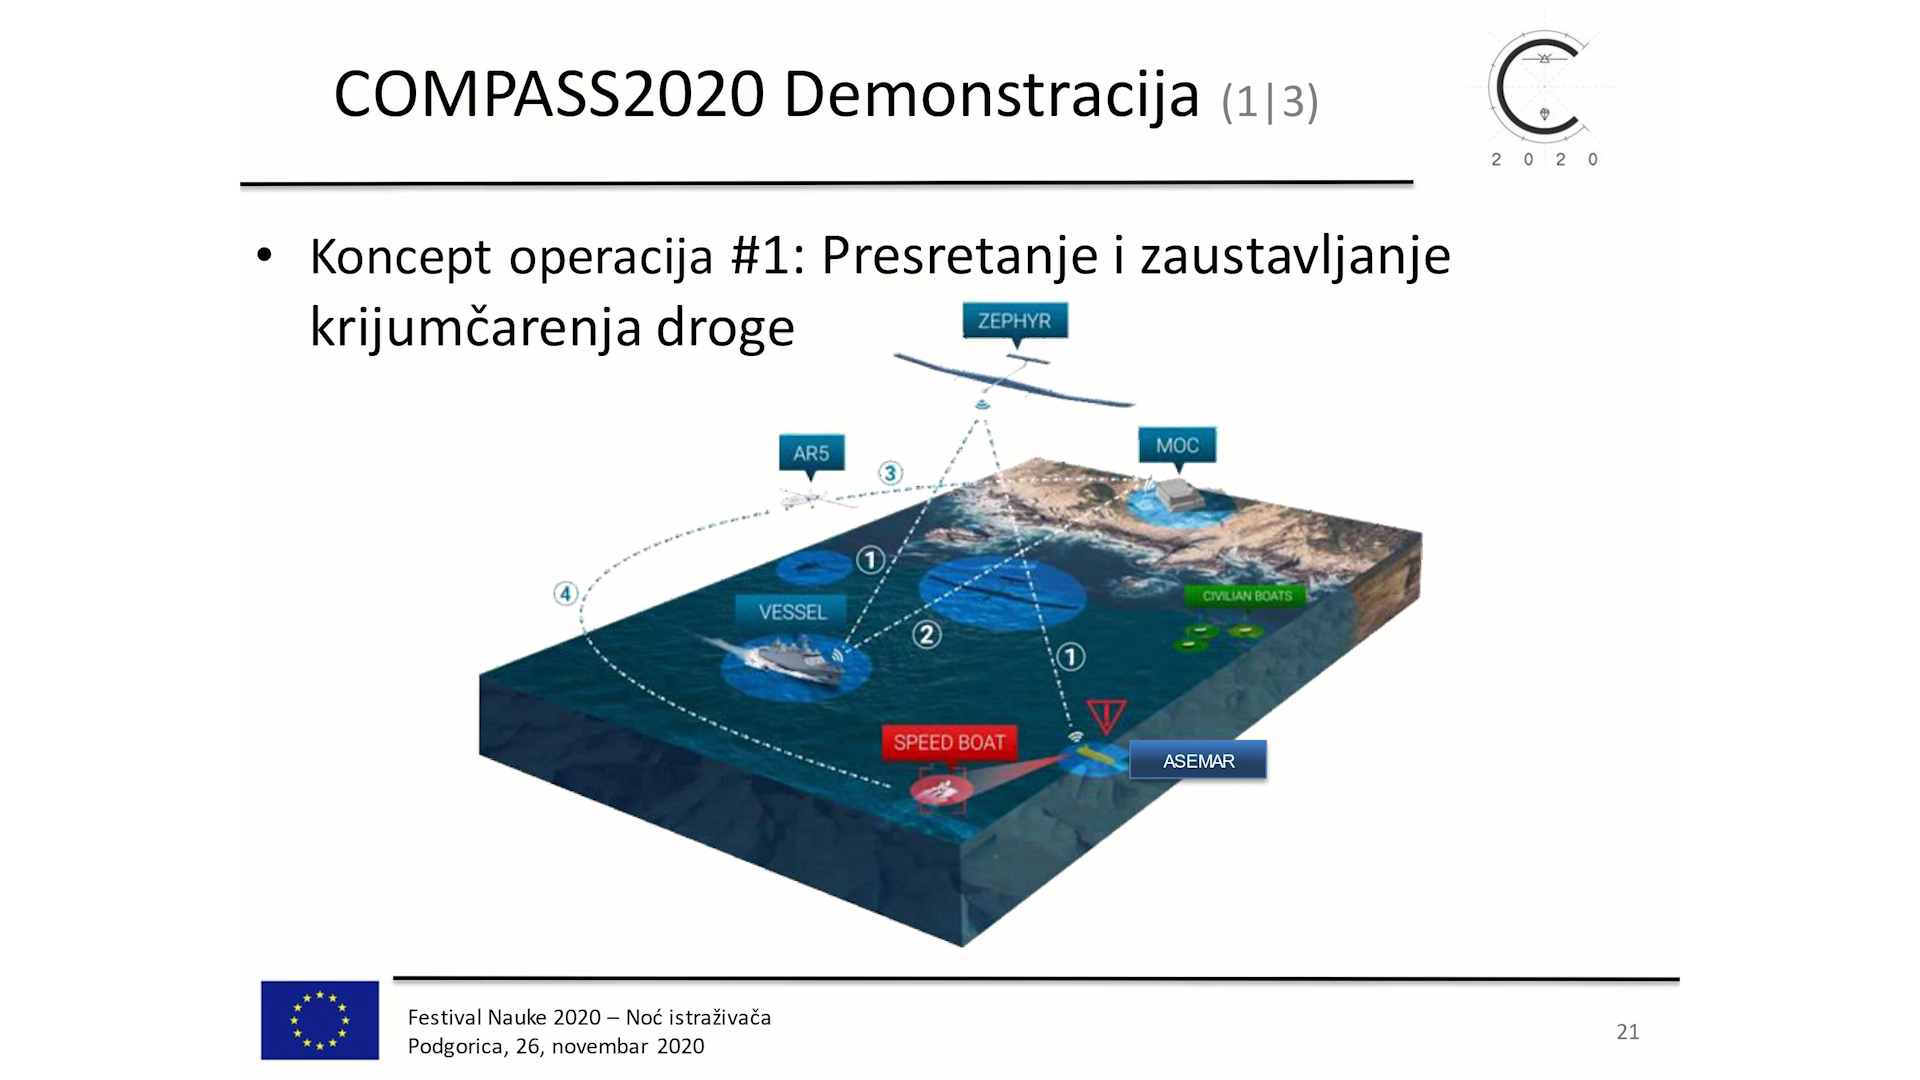 COMPASS2020 Demonstracija (1|3)
2 0 2 0
• Koncept operacija #1: Presretanje i zaustavljanje
krijumčarenja droge
ZEPHYR
AR5
MOC
3
1
4
CIVILIAN BOATS
VESSEL
2
1
SPEED BOAT
ASEMAR
Festival Nauke 2020 – Noć istraživača
Podgorica, 26, novembar 2020
21